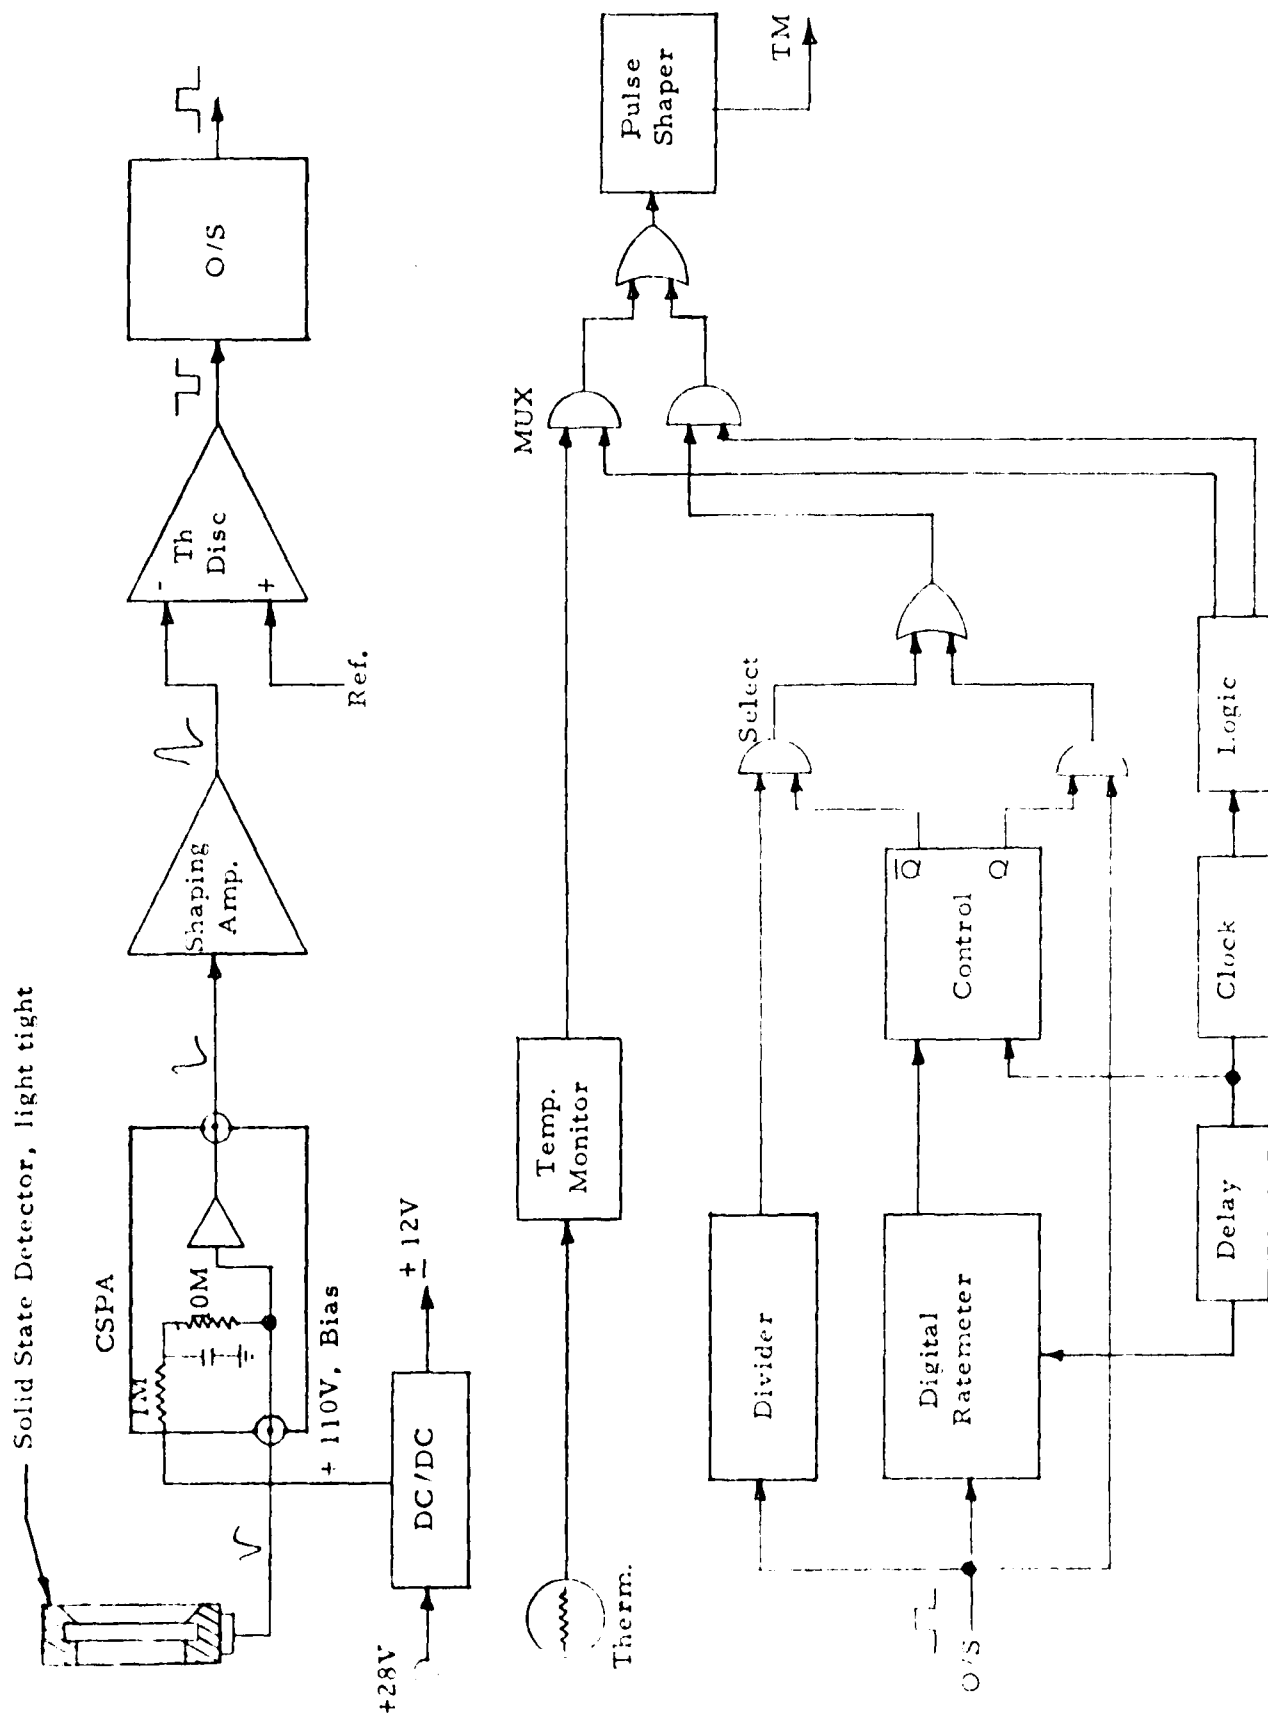 Solid State Detector, light tight
CSPA
1M
10M
+ 110V, Bias
DC/DC
+28V
± 12V
Shaping
Amp.
Th
Disc
-
+
Ref.
O/S
Therm.
Temp.
Monitor
MUX
Pulse
Shaper
TM
O/S
Divider
Digital
Ratemeter
Select
Control
Q̅
Q
Delay
Clock
Logic